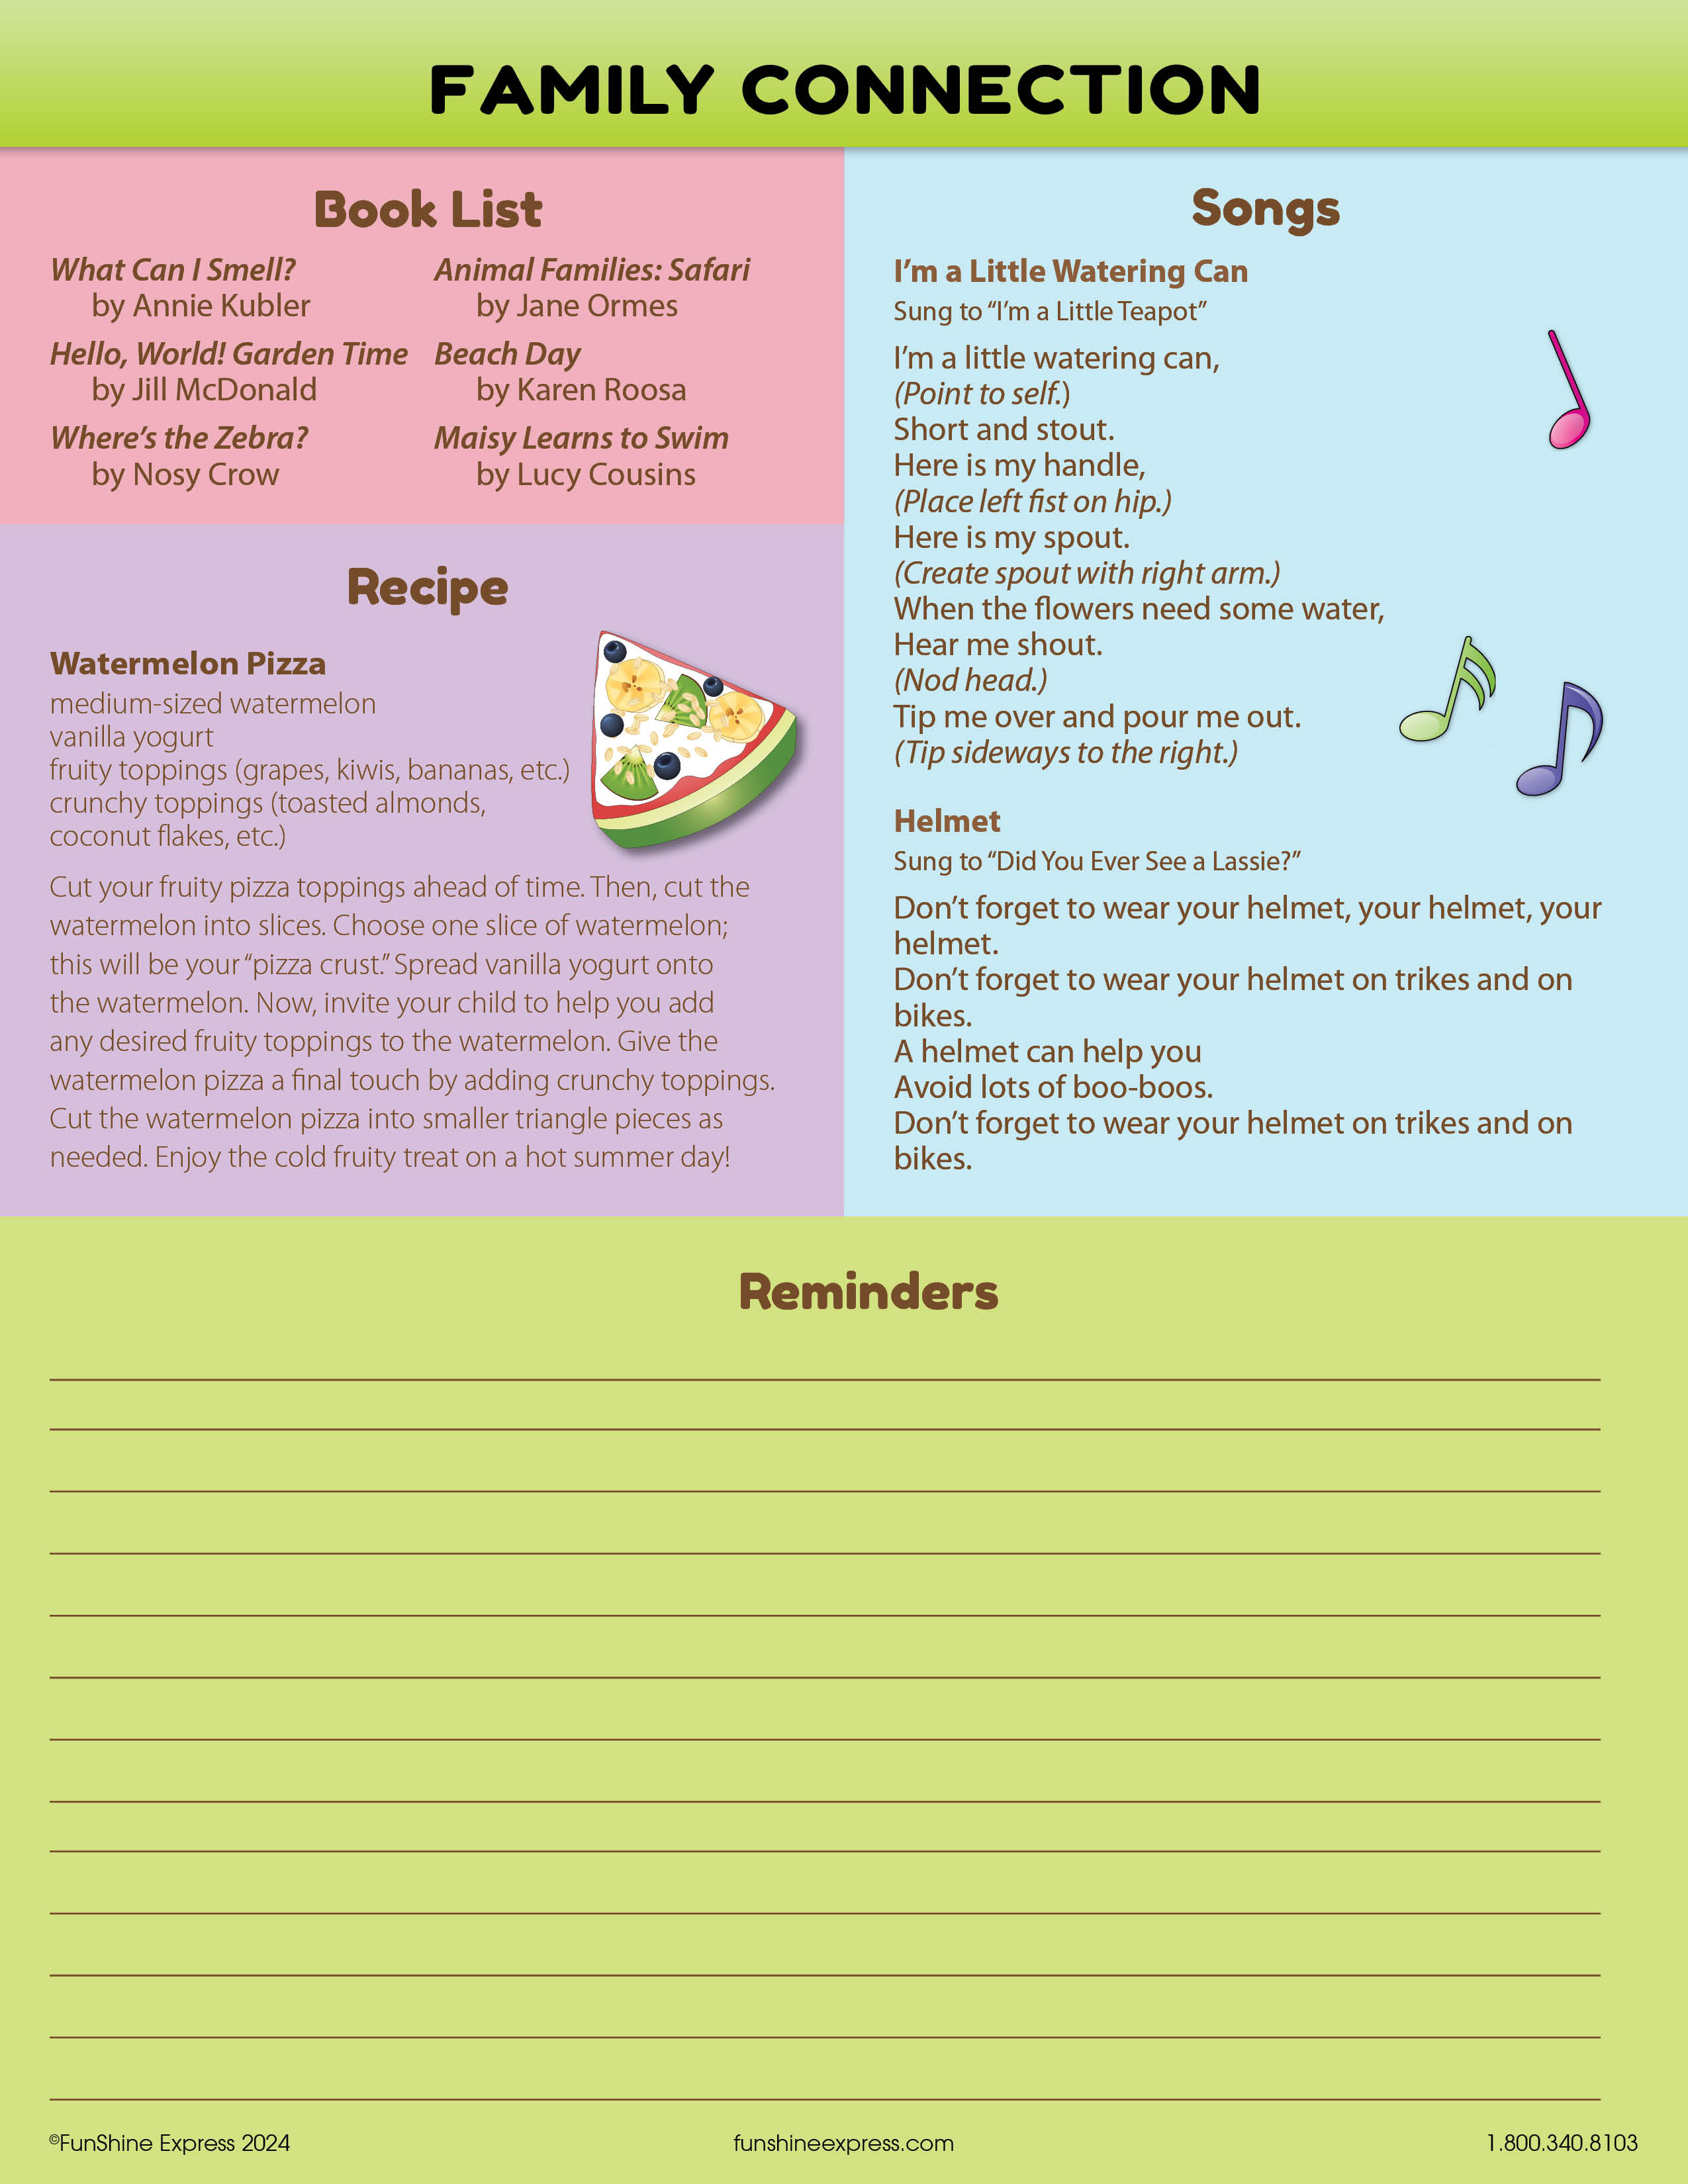 FAMILY CONNECTION
Book List
What Can I Smell?
by Annie Kubler
Hello, World! Garden Time
by Jill McDonald
Where's the Zebra?
by Nosy Crow
Animal Families: Safari
by Jane Ormes
Beach Day
by Karen Roosa
Maisy Learns to Swim
by Lucy Cousins
Recipe
Watermelon Pizza
medium-sized watermelon
vanilla yogurt
fruity toppings (grapes, kiwis, bananas, etc.)
crunchy toppings (toasted almonds,
coconut flakes, etc.)
Cut your fruity pizza toppings ahead of time. Then, cut the
watermelon into slices. Choose one slice of watermelon;
this will be your “pizza crust.” Spread vanilla yogurt onto
the watermelon. Now, invite your child to help you add
any desired fruity toppings to the watermelon. Give the
watermelon pizza a final touch by adding crunchy toppings.
Cut the watermelon pizza into smaller triangle pieces as
needed. Enjoy the cold fruity treat on a hot summer day!
Songs
I’m a Little Watering Can
Sung to “I’m a Little Teapot”
I’m a little watering can,
(Point to self.)
Short and stout.
Here is my handle,
(Place left fist on hip.)
Here is my spout.
(Create spout with right arm.)
When the flowers need some water,
Hear me shout.
(Nod head.)
Tip me over and pour me out.
(Tip sideways to the right.)
Helmet
Sung to “Did You Ever See a Lassie?”
Don’t forget to wear your helmet, your helmet, your
helmet.
Don’t forget to wear your helmet on trikes and on
bikes.
A helmet can help you
Avoid lots of boo-boos.
Don’t forget to wear your helmet on trikes and on
bikes.
Reminders
©FunShine Express 2024
funshineexpress.com
1.800.340.8103